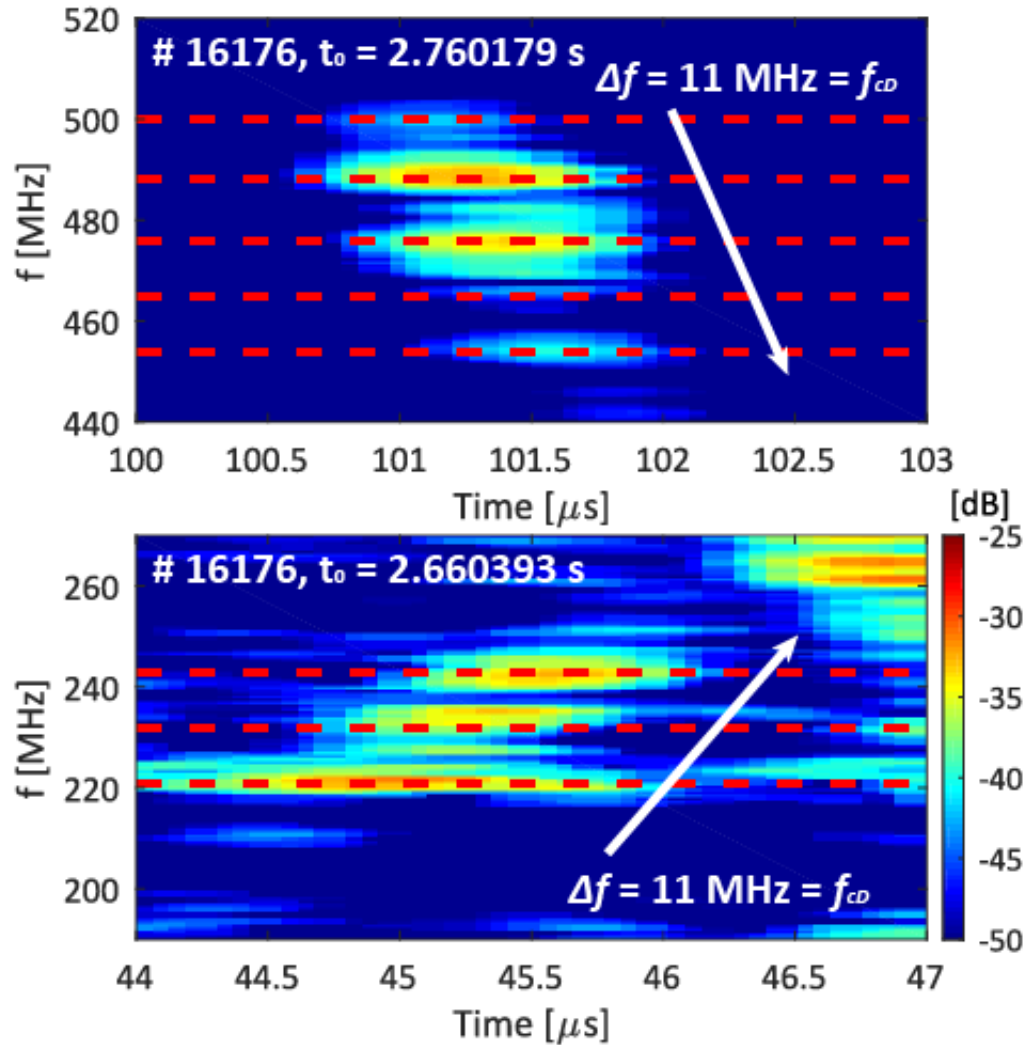 520
# 16176, t₀ = 2.760179 s
Δf = 11 MHz = f_cD
500
480
460
440
f [MHz]
100 100.5 101 101.5 102 102.5 103
Time [μs]
[dB]
# 16176, t₀ = 2.660393 s
260
240
220
200
f [MHz]
Δf = 11 MHz = f_cD
-25
-30
-35
-40
-45
-50
44 44.5 45 45.5 46 46.5 47
Time [μs]